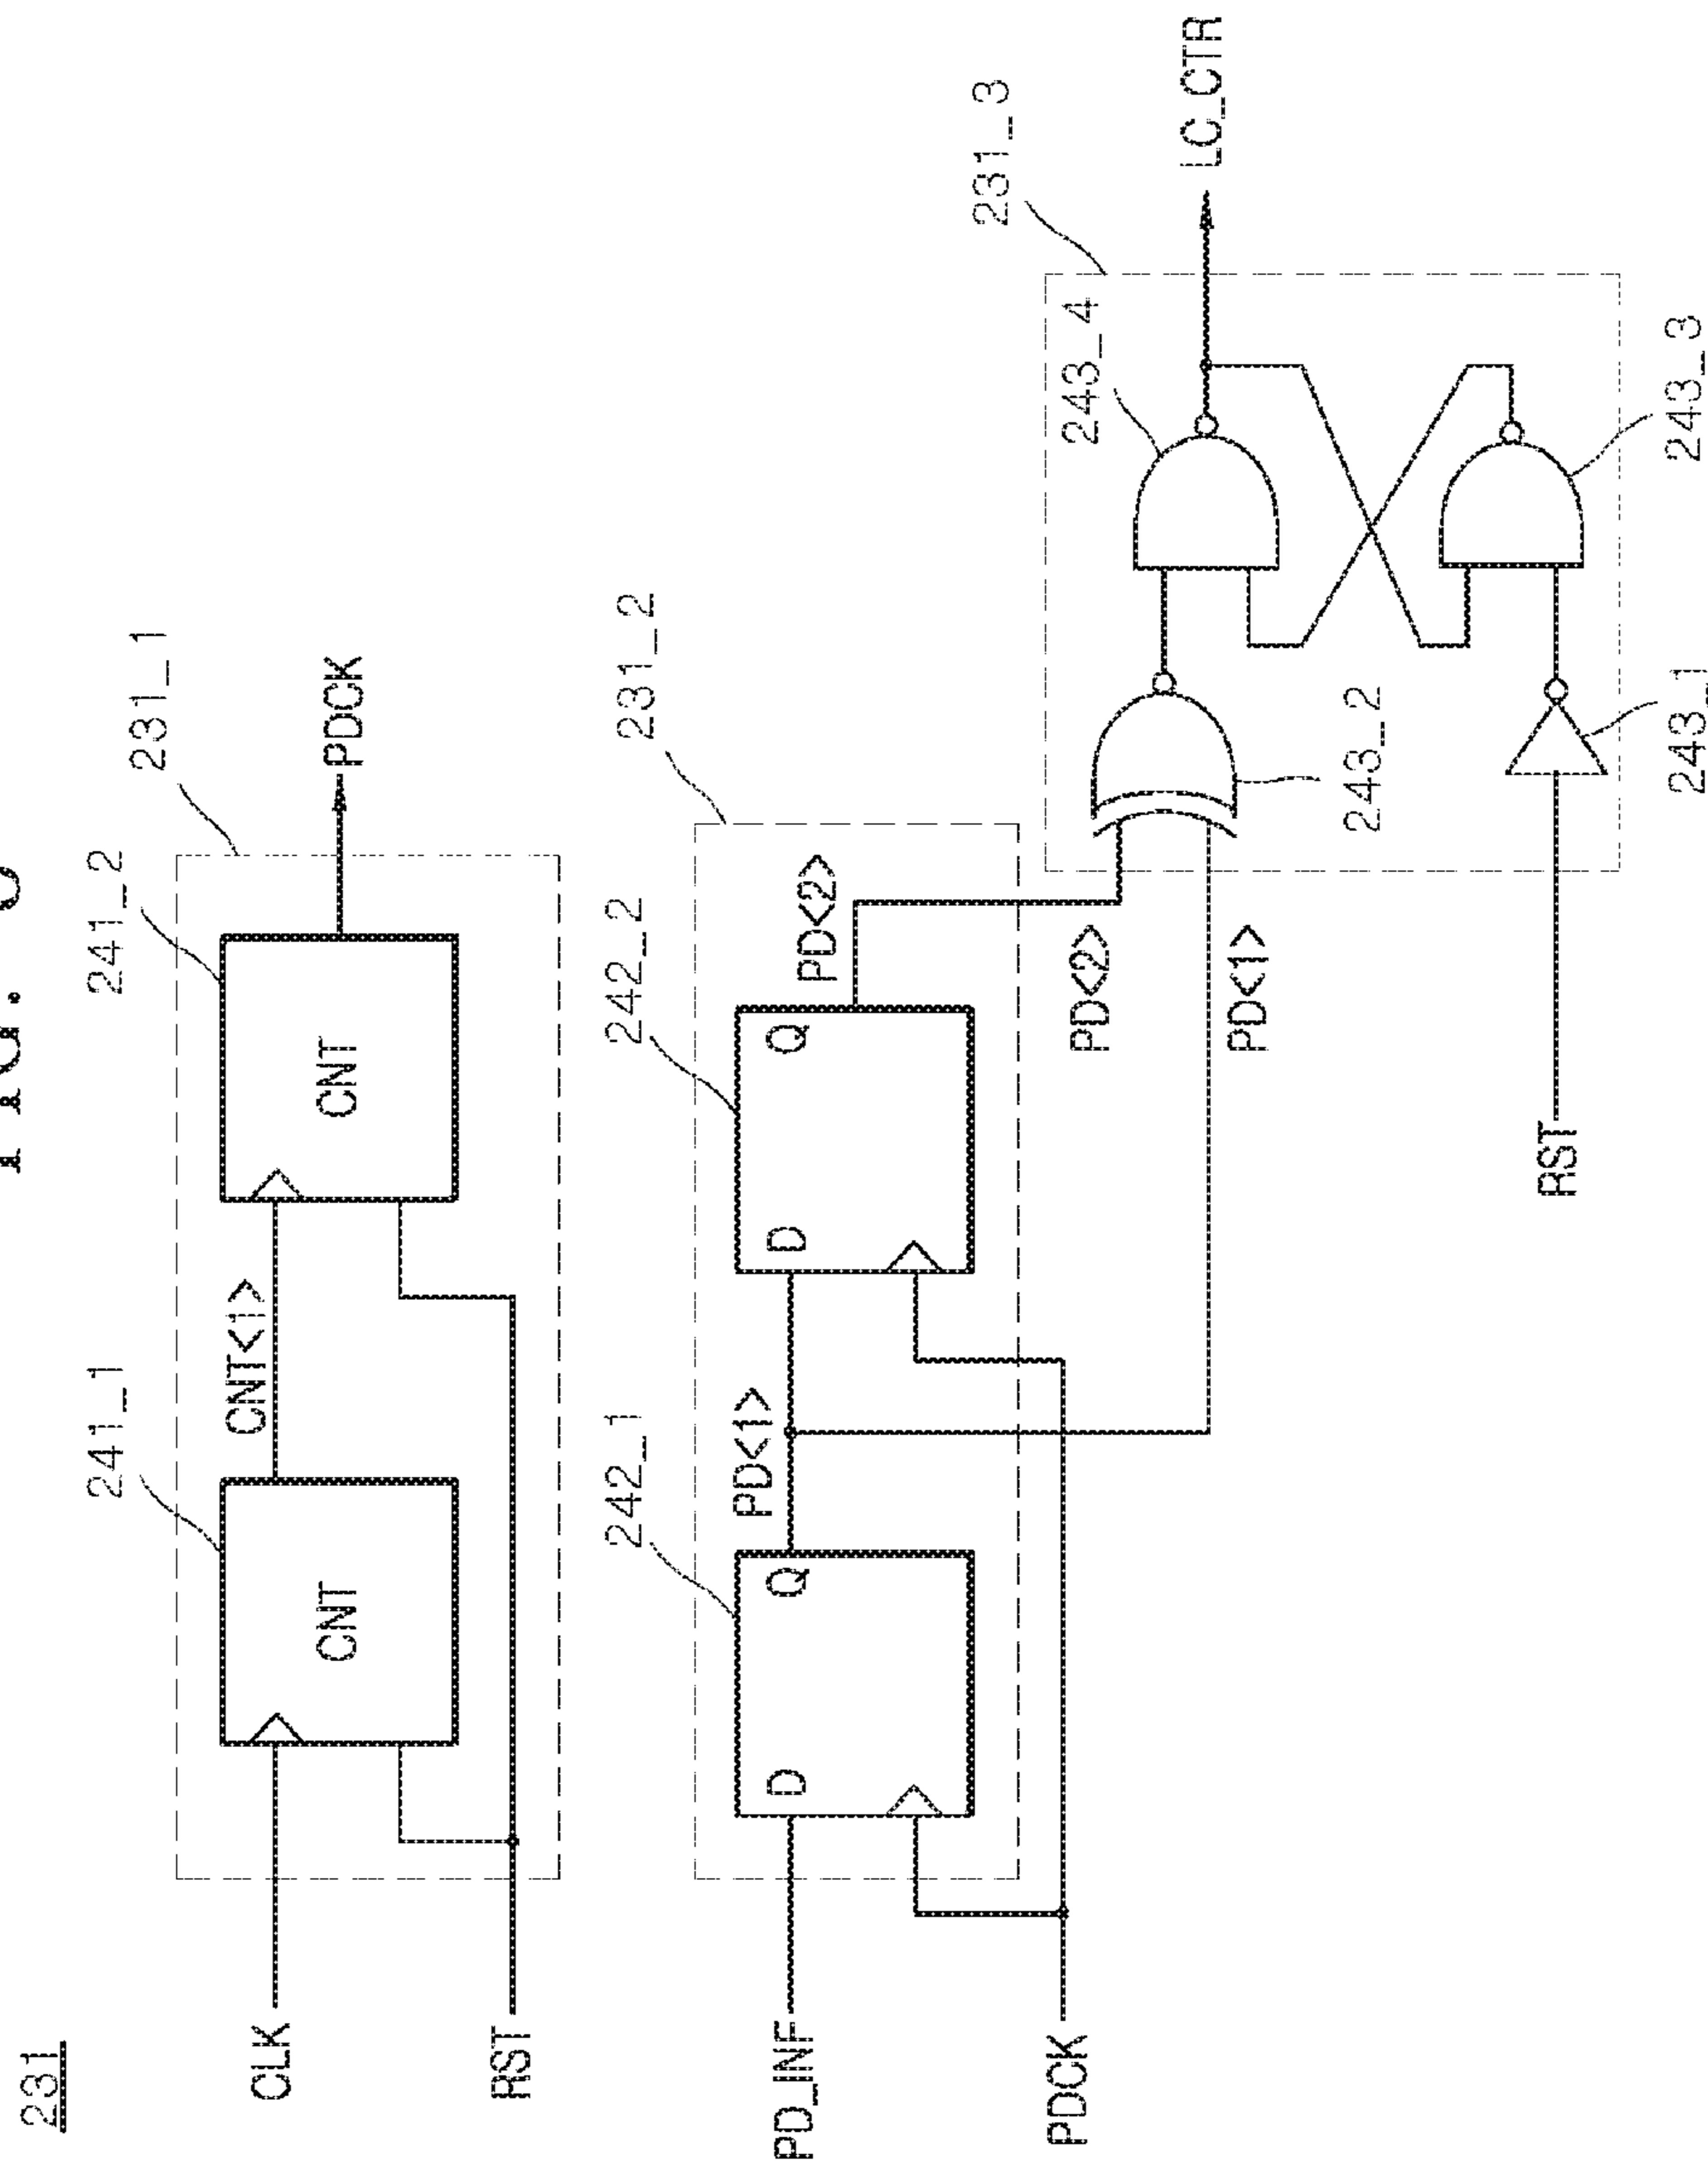 231
CLK
RST
241_1
CNT
CNT<1>
241_2
CNT
231_1
PDCK
PD_INF
PDCK
242_1
D
Q
PD<1>
242_2
D
Q
PD<2>
231_2
PD<2>
PD<1>
RST
243_2
243_1
243_4
243_3
231_3
LC_CTR